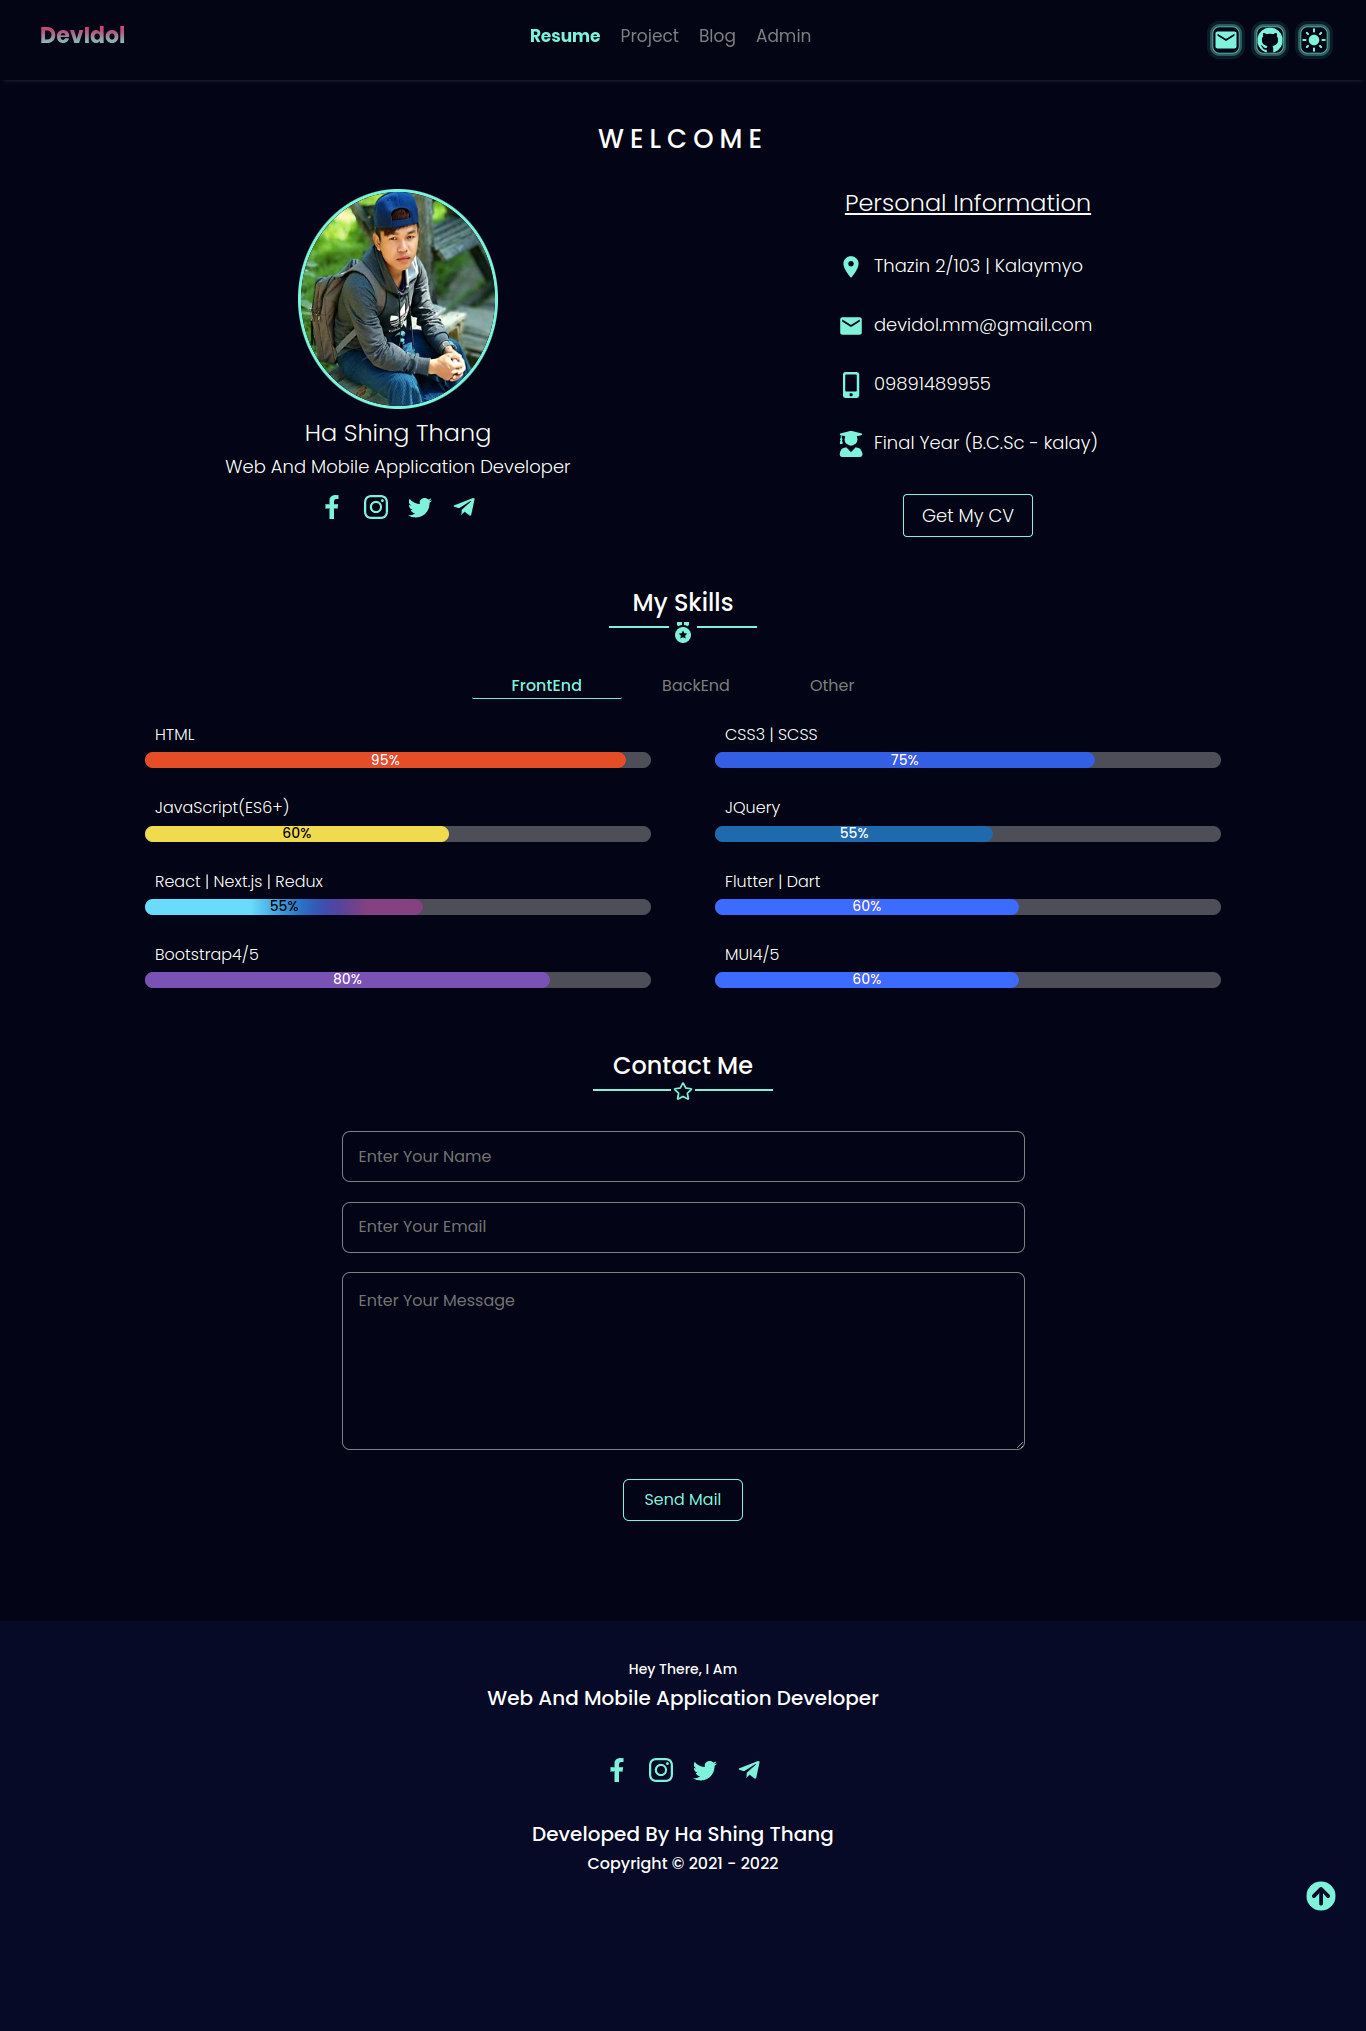 DevIdol
Resume Project Blog Admin
WELCOME
Ha Shing Thang
Web And Mobile Application Developer
Personal Information
Thazin 2/103 | Kalaymyo
devidol.mm@gmail.com
09891489955
Final Year (B.C.Sc - kalay)
Get My CV
My Skills
FrontEnd BackEnd Other
HTML
95%
CSS3 | SCSS
75%
JavaScript(ES6+)
60%
JQuery
55%
React | Next.js | Redux
55%
Flutter | Dart
60%
Bootstrap4/5
80%
MUI4/5
60%
Contact Me
Enter Your Name
Enter Your Email
Enter Your Message
Send Mail
Hey There, I Am
Web And Mobile Application Developer
Developed By Ha Shing Thang
Copyright © 2021 - 2022